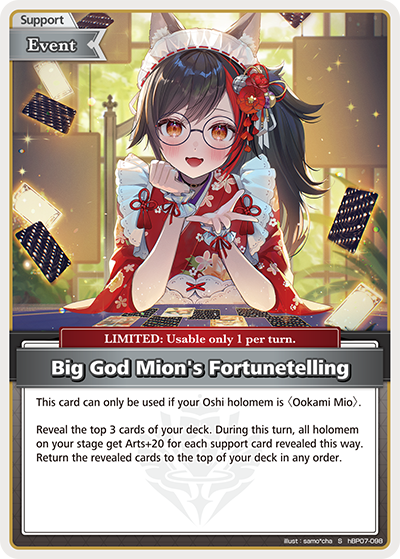 Support
Event
LIMITED: Usable only 1 per turn.
Big God Mion's Fortunetelling
This card can only be used if your Oshi holomem is 〈Ookami Mio〉.
Reveal the top 3 cards of your deck. During this turn, all holomem
on your stage get Arts+20 for each support card revealed this way.
Return the revealed cards to the top of your deck in any order.
illust : samo*cha S hBP07-098